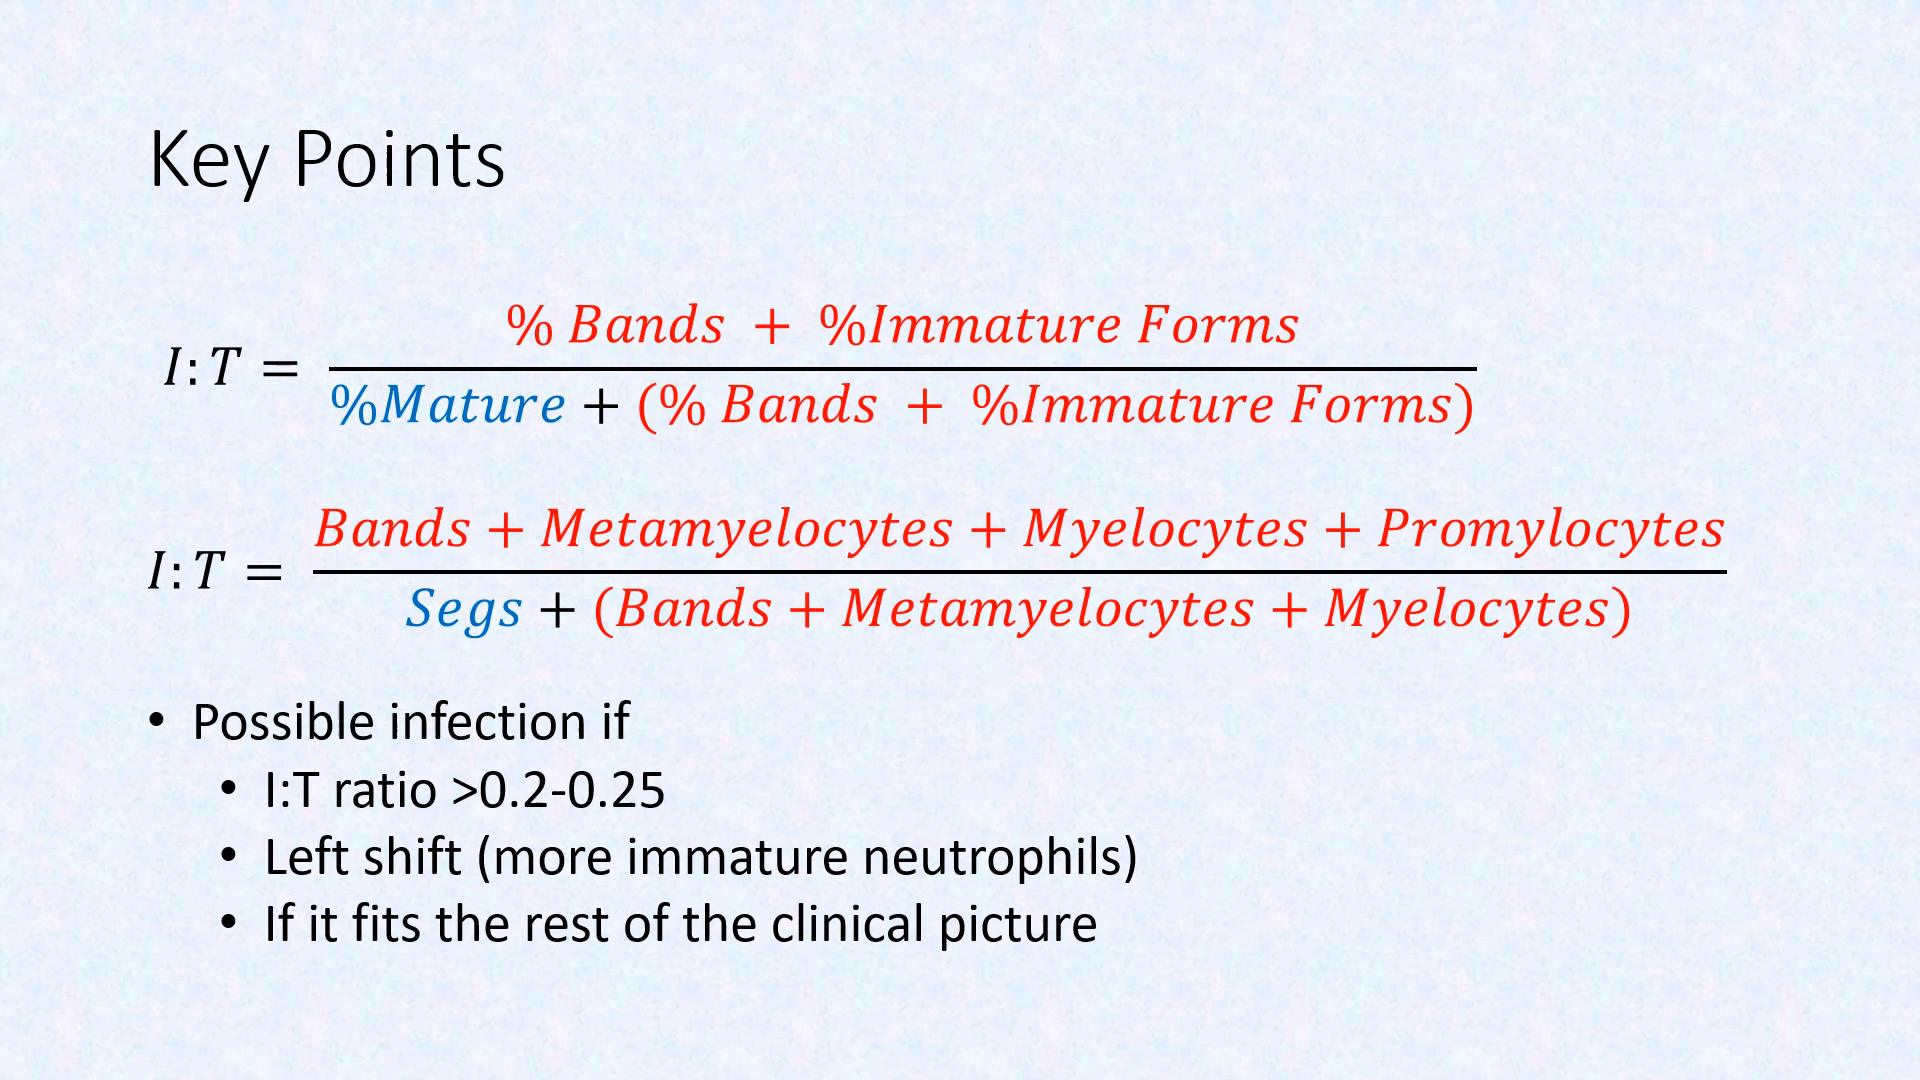 Key Points
I:T = % Bands + %Immature Forms
%Mature + (% Bands + %Immature Forms)
I:T = Bands + Metamyelocytes + Myelocytes + Promylocytes
Segs + (Bands + Metamyelocytes + Myelocytes)
• Possible infection if
• I:T ratio >0.2-0.25
• Left shift (more immature neutrophils)
• If it fits the rest of the clinical picture